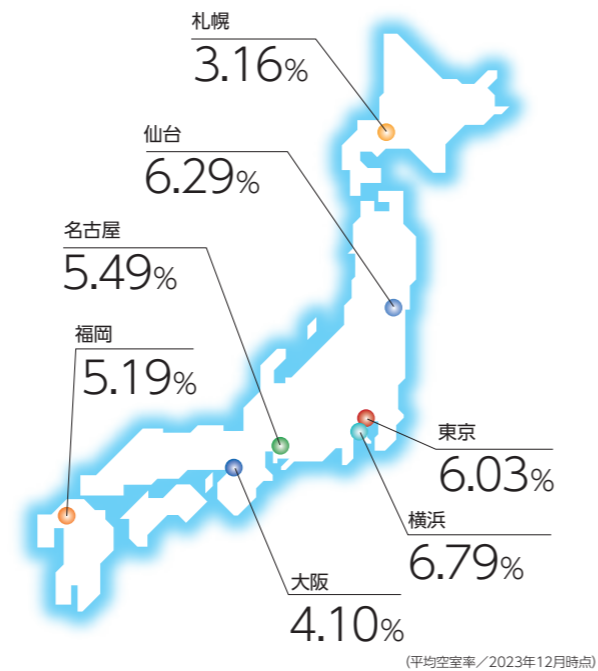 札幌
3.16%
仙台
6.29%
名古屋
5.49%
福岡
5.19%
東京
6.03%
横浜
6.79%
大阪
4.10%
(平均空室率／2023年12月時点)